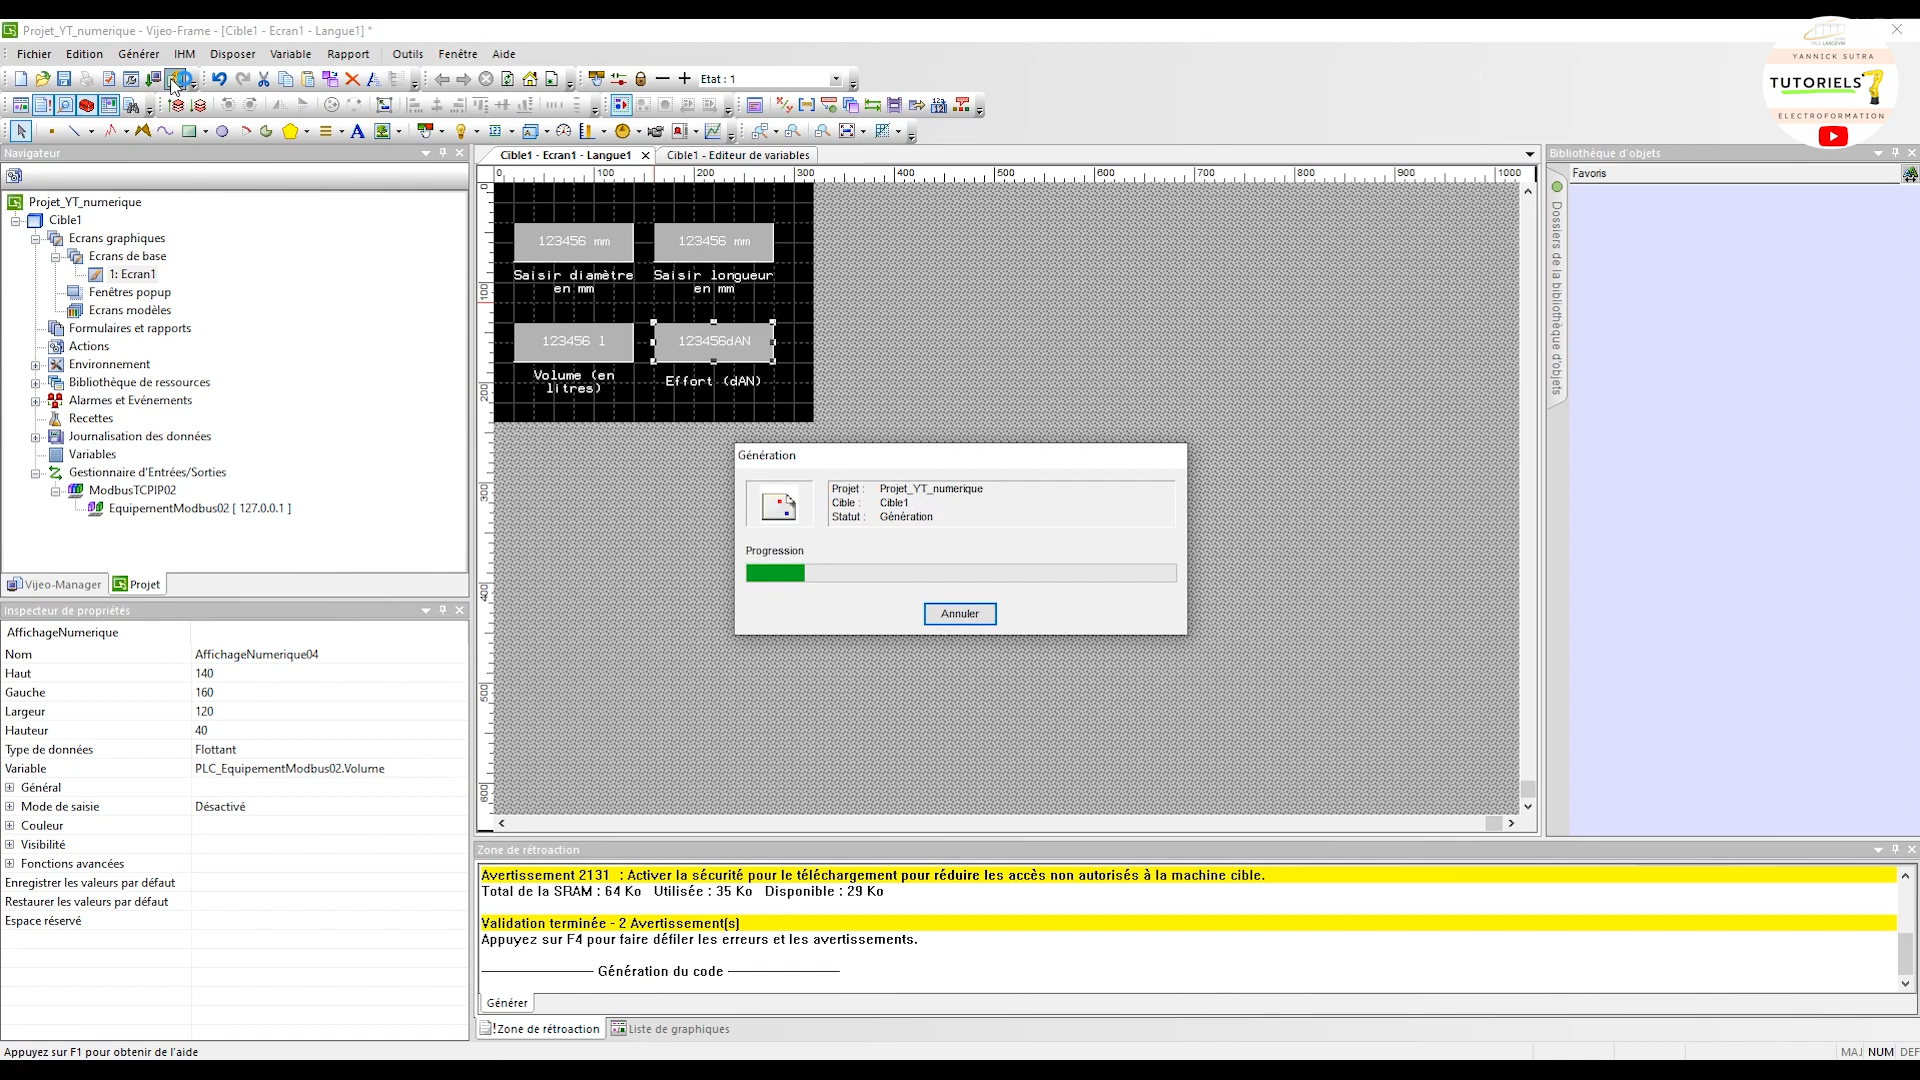 Projet_YT_numerique - Vijeo-Frame - [Cible1 - Ecran1 - Langue1] *
Fichier Edition Générer IHM Disposer Variable Rapport Outils Fenêtre Aide
Etat : 1
YANNICK SUTRA
TUTORIELS
ELECTROFORMATION
Navigateur
Projet_YT_numerique
Cible1
Ecrans graphiques
Ecrans de base
1: Ecran1
Fenêtres popup
Ecrans modèles
Formulaires et rapports
Actions
Environnement
Bibliothèque de ressources
Alarmes et Evénements
Recettes
Journalisation des données
Variables
Gestionnaire d'Entrées/Sorties
ModbusTCPIP02
EquipementModbus02 [ 127.0.0.1 ]
Vijeo-Manager Projet
Inspecteur de propriétés
AffichageNumerique
Nom AffichageNumerique04
Haut 140
Gauche 160
Largeur 120
Hauteur 40
Type de données Flottant
Variable PLC_EquipementModbus02.Volume
Général
Mode de saisie Désactivé
Couleur
Visibilité
Fonctions avancées
Enregistrer les valeurs par défaut
Restaurer les valeurs par défaut
Espace réservé
Cible1 - Ecran1 - Langue1 Cible1 - Editeur de variables
0 100 200 300 400 500 600 700 800 900 1000
0
100
200
300
400
500
600
123456 mm 123456 mm
Saisir diamètre Saisir longueur
en mm en mm
123456 l 123456dAN
Volume (en
litres)
Effort (dAN)
Génération
Projet : Projet_YT_numerique
Cible : Cible1
Statut : Génération
Progression
Annuler
Bibliothèque d'objets
Favoris
Dossiers de la bibliothèque d'objets
Zone de rétroaction
Avertissement 2131 : Activer la sécurité pour le téléchargement pour réduire les accès non autorisés à la machine cible.
Total de la SRAM : 64 Ko Utilisée : 35 Ko Disponible : 29 Ko
Validation terminée - 2 Avertissement(s)
Appuyez sur F4 pour faire défiler les erreurs et les avertissements.
Génération du code
Générer
Zone de rétroaction Liste de graphiques
Appuyez sur F1 pour obtenir de l'aide
MAJ NUM DEF